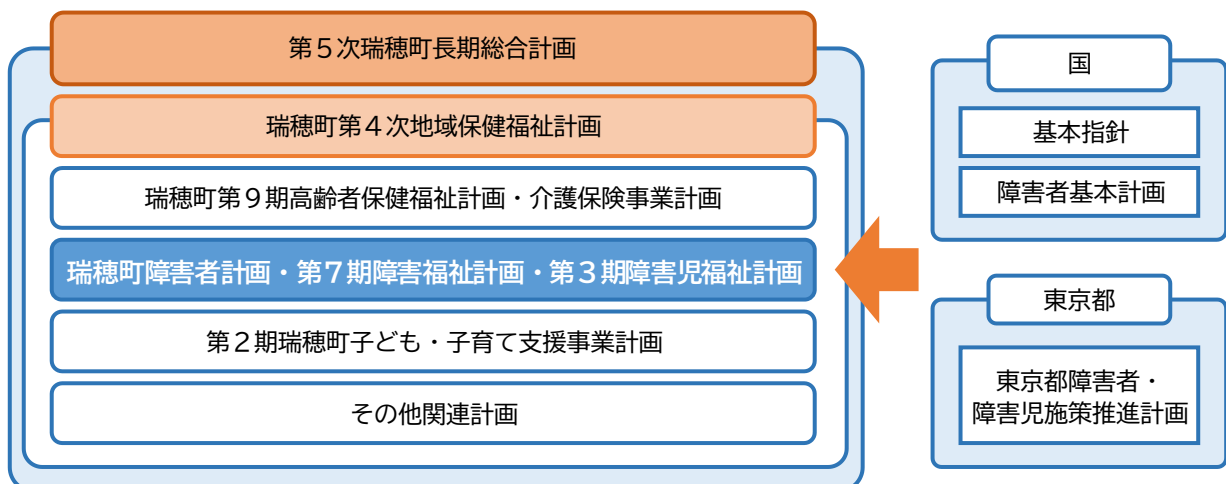 第５次瑞穂町長期総合計画
瑞穂町第４次地域保健福祉計画
瑞穂町第９期高齢者保健福祉計画・介護保険事業計画
瑞穂町障害者計画・第７期障害福祉計画・第３期障害児福祉計画
第２期瑞穂町子ども・子育て支援事業計画
その他関連計画
国
基本指針
障害者基本計画
東京都
東京都障害者・
障害児施策推進計画